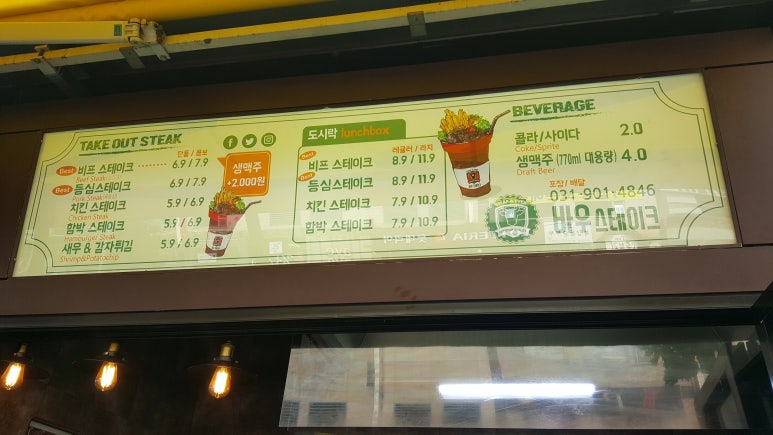 TAKE OUT STEAK
단품 / 콤보
Best 비프 스테이크 6.9 / 7.9
Beef Steak
Best 등심스테이크 6.9 / 7.9
Pork Steak
치킨 스테이크 5.9 / 6.9
Chicken Steak
함박 스테이크 5.9 / 6.9
Hamburger Steak
새우 & 감자튀김 5.9 / 6.9
Shrimp&Potatochip
생맥주
+2,000원
도시락 lunchbox
레귤러 / 라지
Best 비프 스테이크 8.9 / 11.9
Best 등심스테이크 8.9 / 11.9
치킨 스테이크 7.9 / 10.9
함박 스테이크 7.9 / 10.9
BEVERAGE
콜라/사이다 2.0
Coke/Sprite
생맥주 (770ml 대용량) 4.0
Draft Beer
포장 / 배달
031-901-4846
바우 스테이크